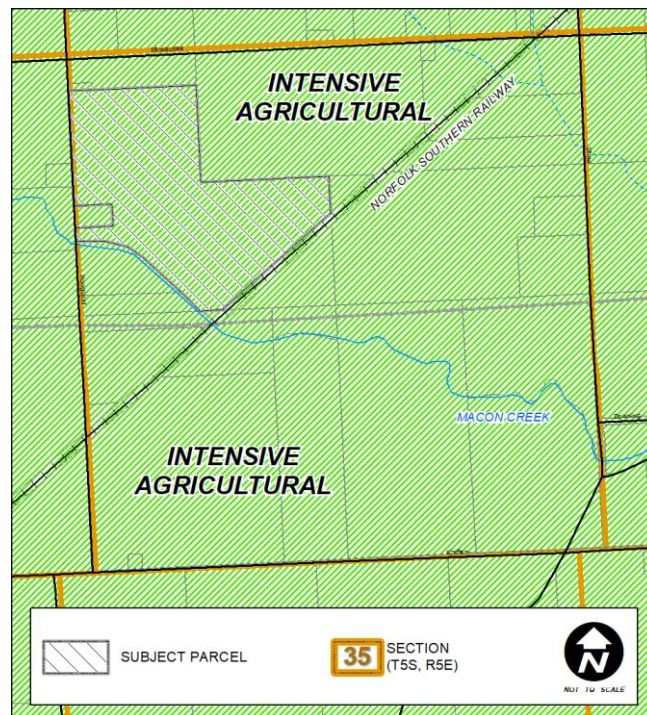 INTENSIVE
AGRICULTURAL
NORFOLK SOUTHERN RAILWAY
MACON CREEK
INTENSIVE
AGRICULTURAL
SUBJECT PARCEL
35
SECTION
(T5S, R5E)
N
NOT TO SCALE